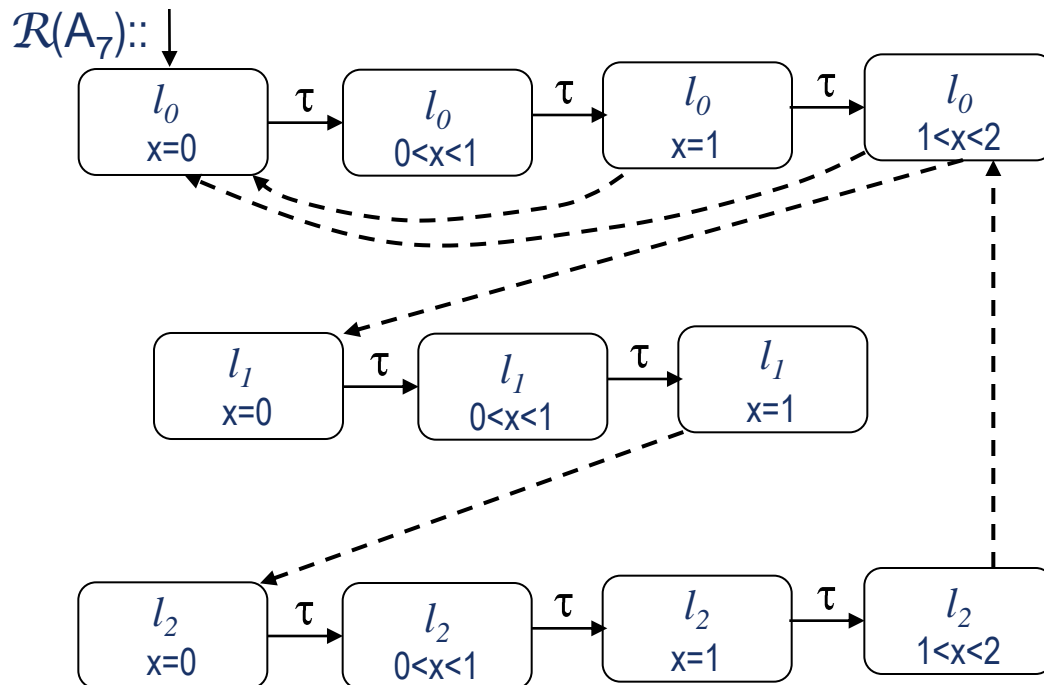 ℛ(A₇)::
l₀ τ l₀ τ l₀ τ l₀
x=0 0<x<1 x=1 1<x<2
l₁ τ l₁ τ l₁
x=0 0<x<1 x=1
l₂ τ l₂ τ l₂ τ l₂
x=0 0<x<1 x=1 1<x<2